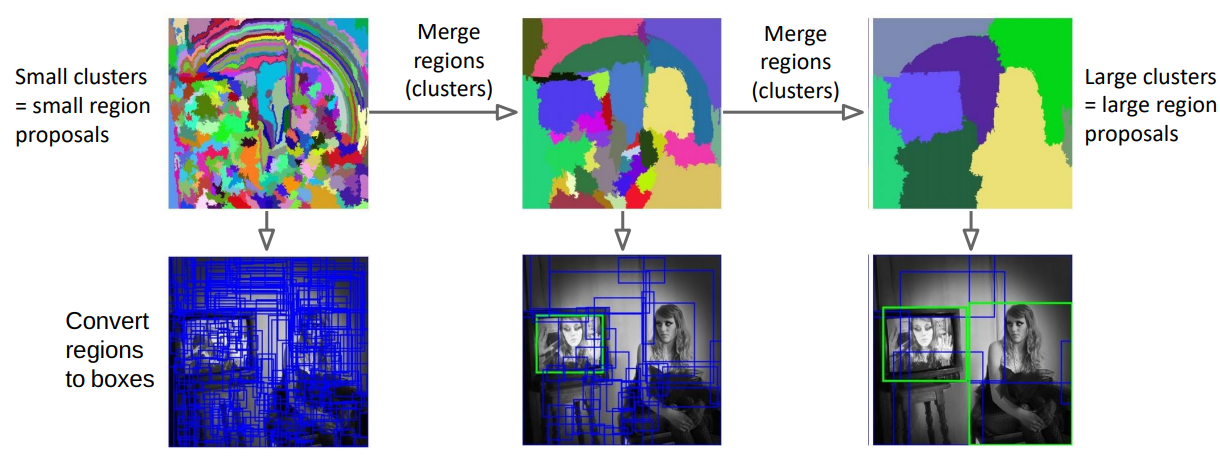 Small clusters
= small region
proposals
Merge
regions
(clusters)
Merge
regions
(clusters)
Large clusters
= large region
proposals
Convert
regions
to boxes